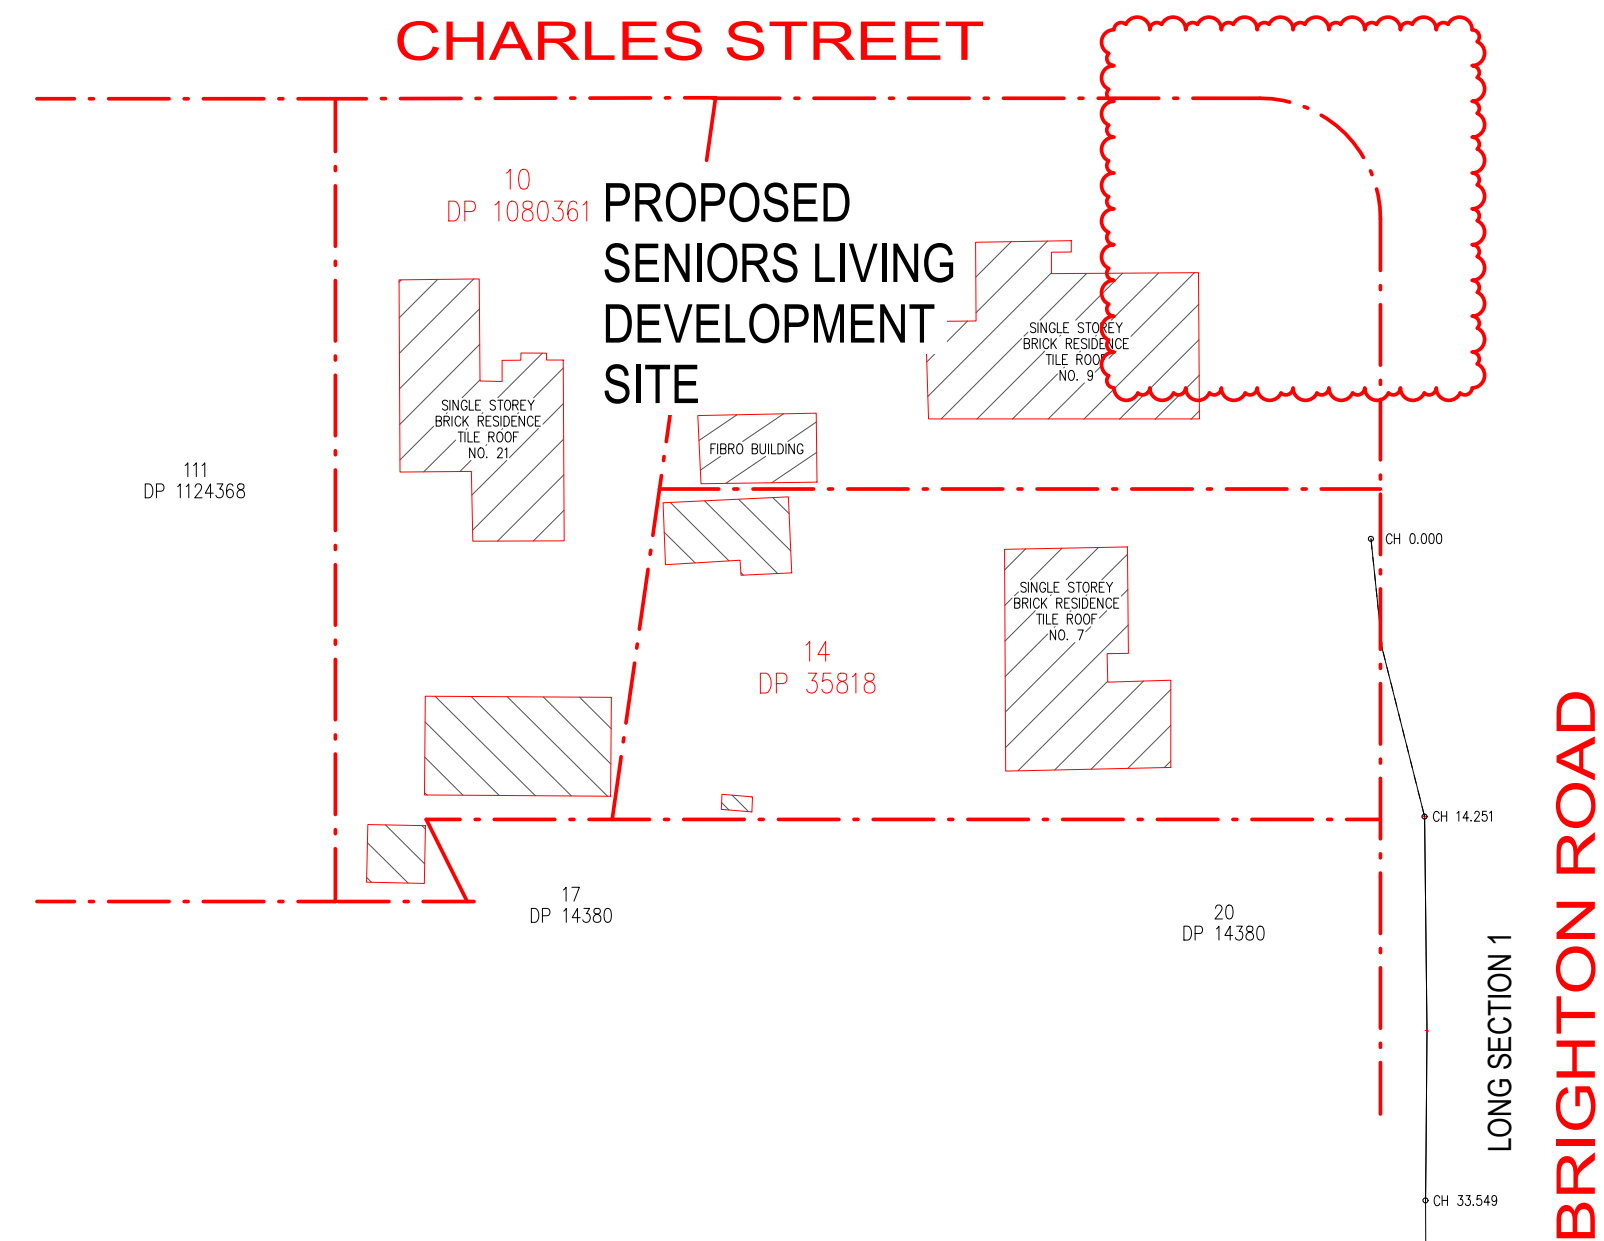 CHARLES STREET
10
DP 1080361
PROPOSED
SENIORS LIVING
DEVELOPMENT
SITE
SINGLE STOREY
BRICK RESIDENCE
TILE ROOF
NO. 9
SINGLE STOREY
BRICK RESIDENCE
TILE ROOF
NO. 21
FIBRO BUILDING
111
DP 1124368
CH 0.000
SINGLE STOREY
BRICK RESIDENCE
TILE ROOF
NO. 7
14
DP 35818
CH 14.251
17
DP 14380
20
DP 14380
LONG SECTION 1
BRIGHTON ROAD
CH 33.549